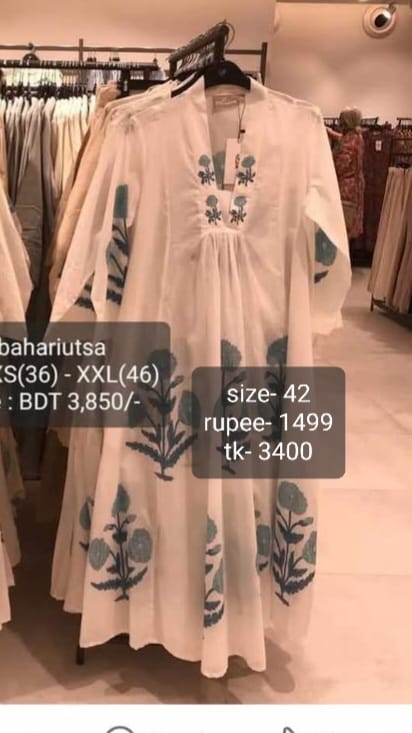 bahariutsa
XS(36) - XXL(46)
: BDT 3,850/-
size- 42
rupee- 1499
tk- 3400